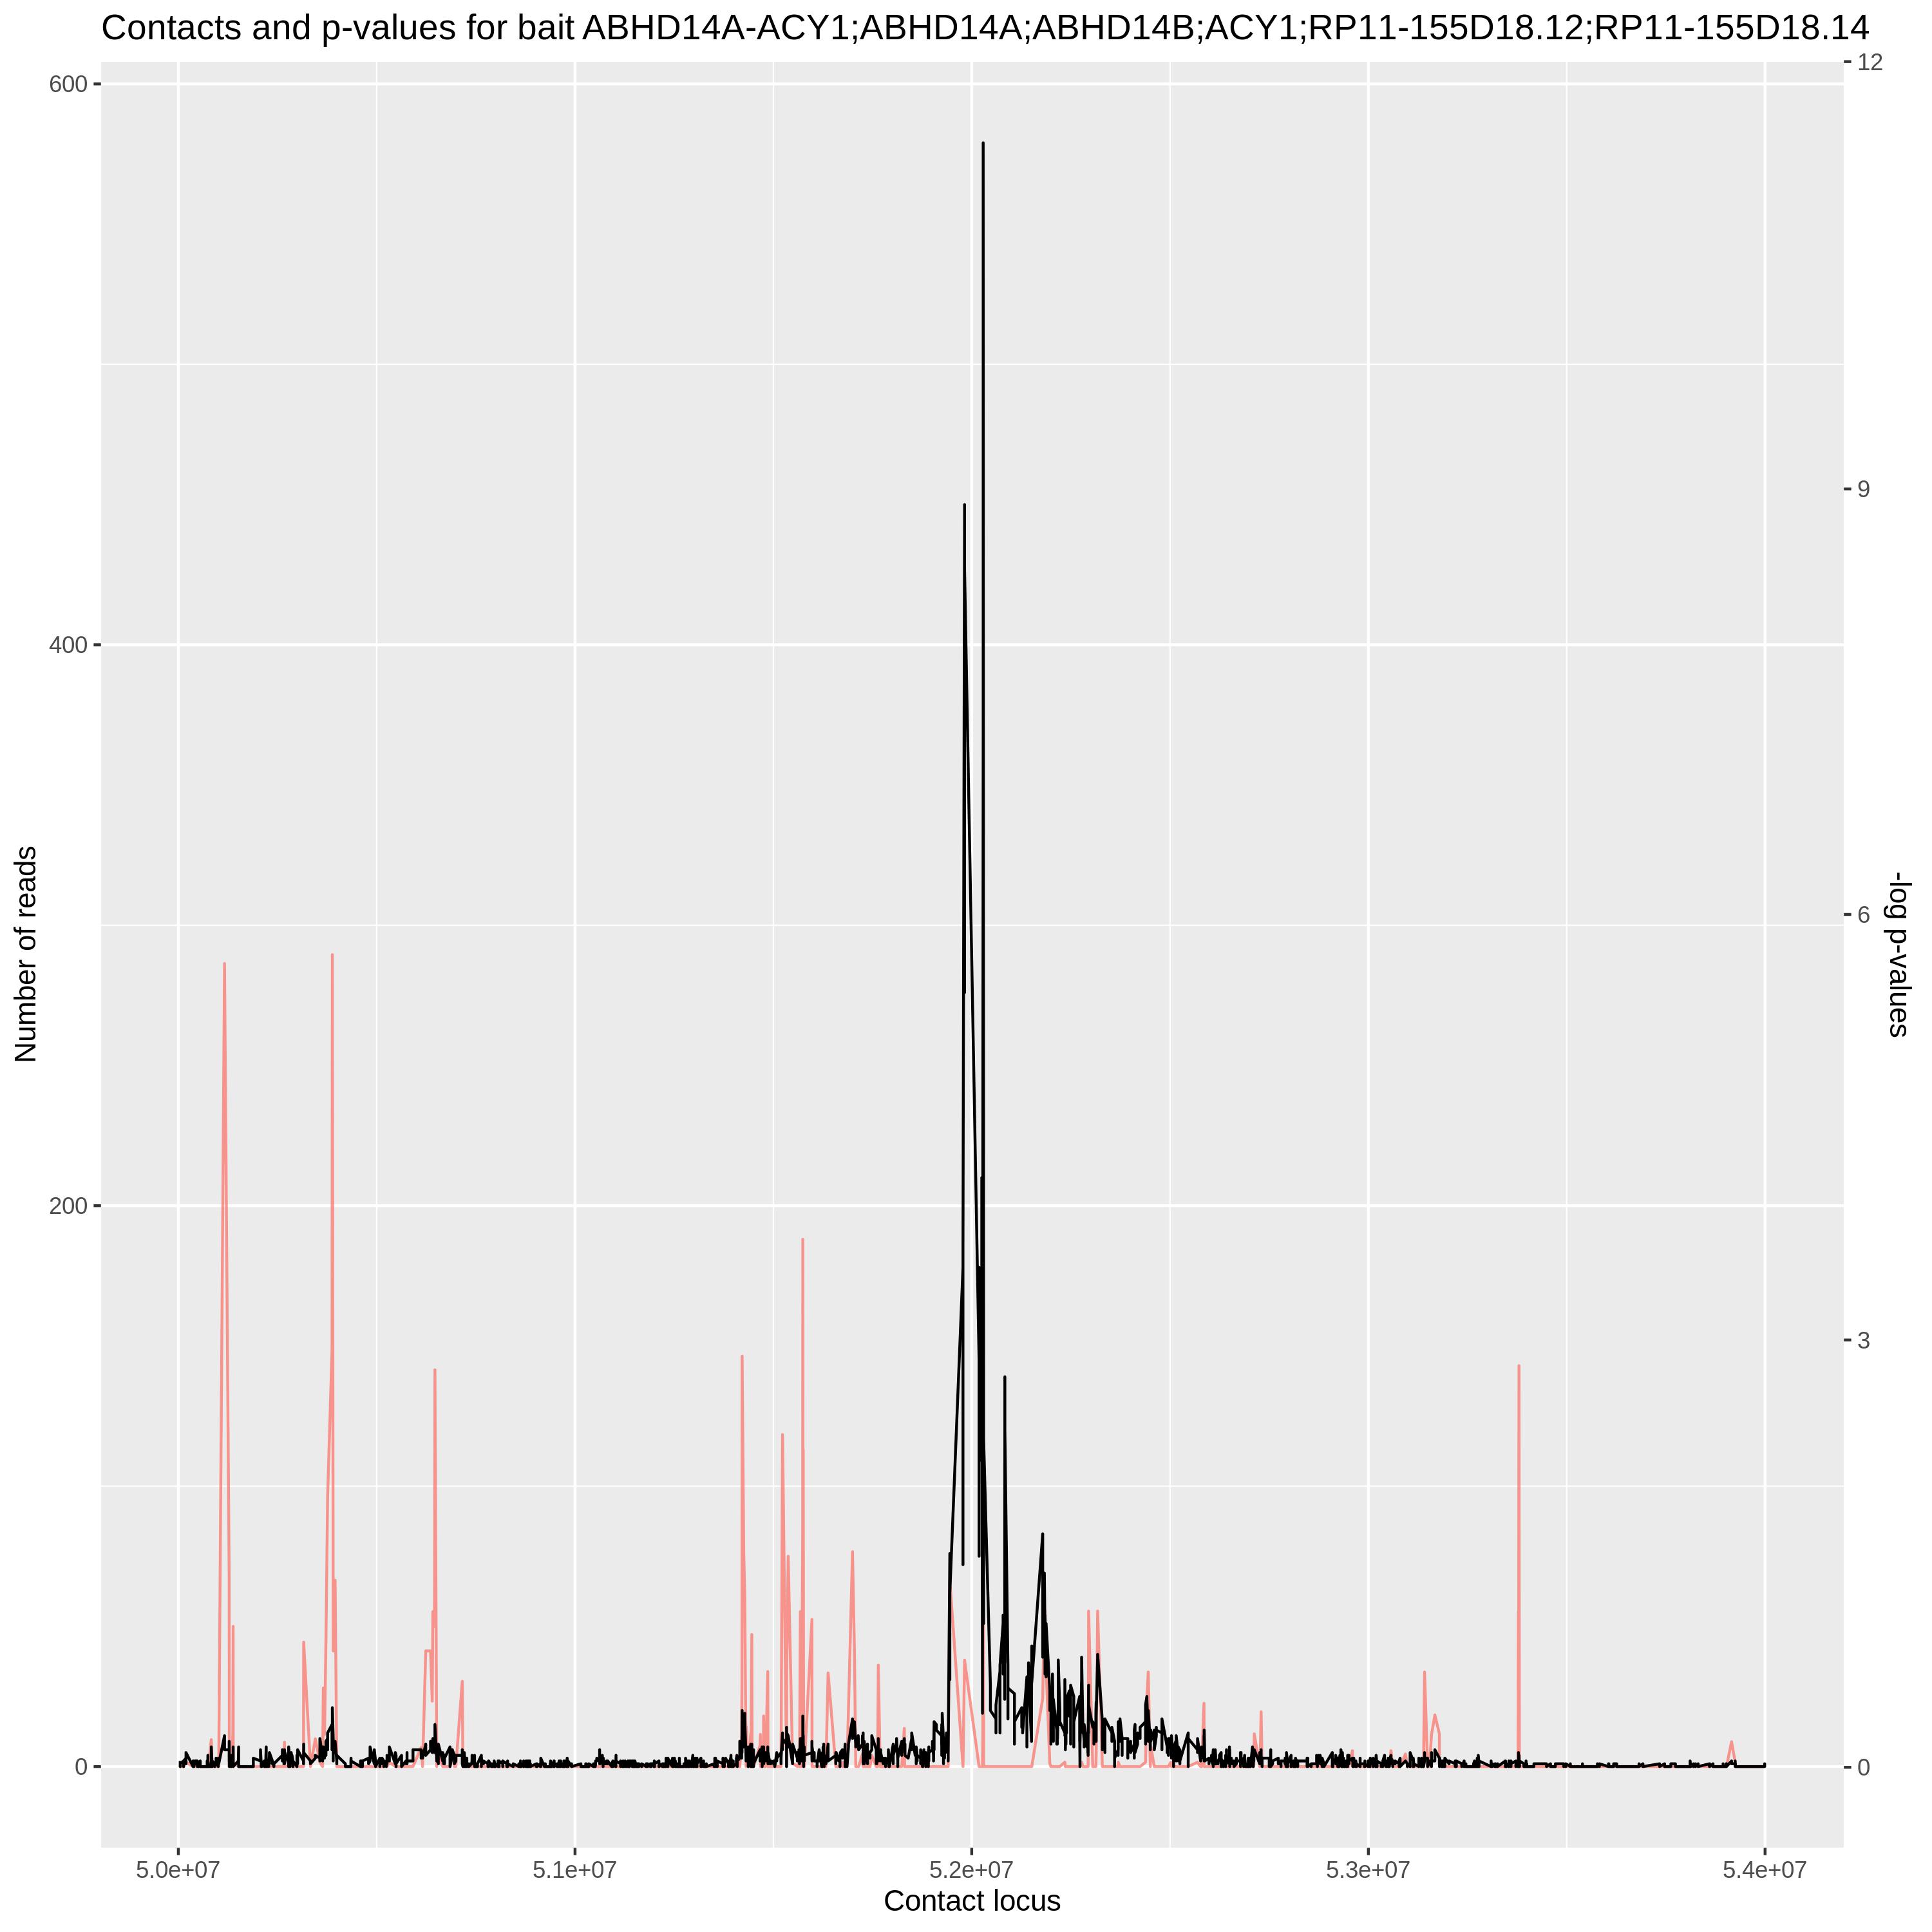 Contacts and p-values for bait ABHD14A-ACY1;ABHD14A;ABHD14B;ACY1;RP11-155D18.12;RP11-155D18.14
600
400
200
0
Number of reads
12
9
6
3
0
-log p-values
5.0e+07
5.1e+07
5.2e+07
5.3e+07
5.4e+07
Contact locus